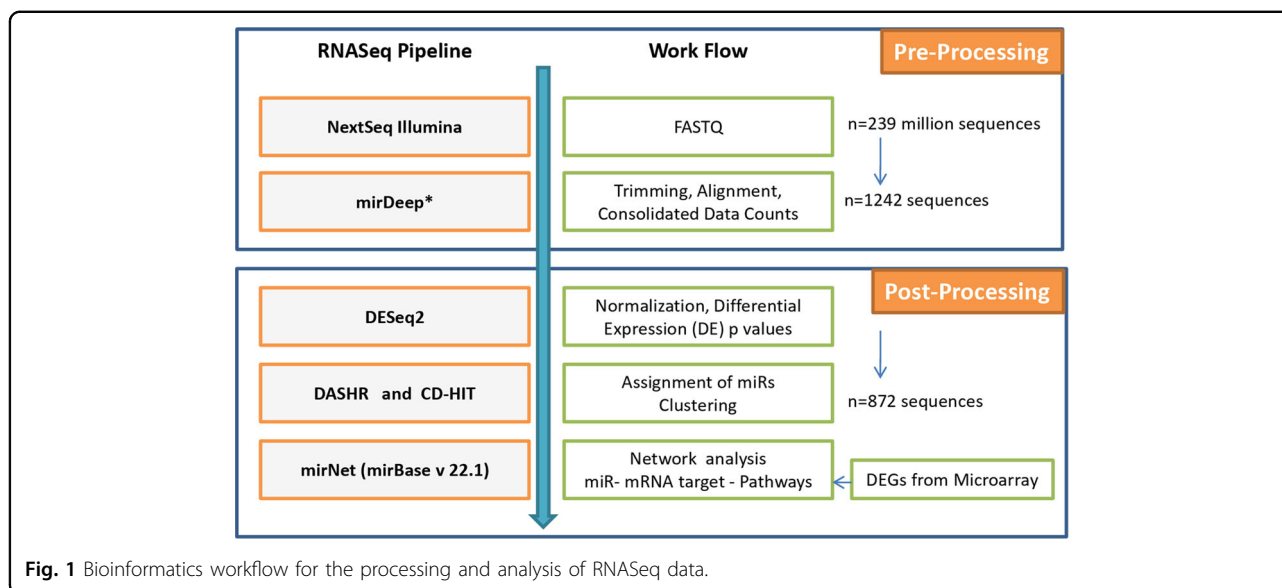 RNASeq Pipeline
Work Flow
Pre-Processing
NextSeq Illumina
FASTQ
n=239 million sequences
mirDeep*
Trimming, Alignment,
Consolidated Data Counts
n=1242 sequences
Post-Processing
DESeq2
Normalization, Differential
Expression (DE) p values
DASHR and CD-HIT
Assignment of miRs
Clustering
n=872 sequences
mirNet (mirBase v 22.1)
Network analysis
miR- mRNA target - Pathways
DEGs from Microarray
Fig. 1 Bioinformatics workflow for the processing and analysis of RNASeq data.